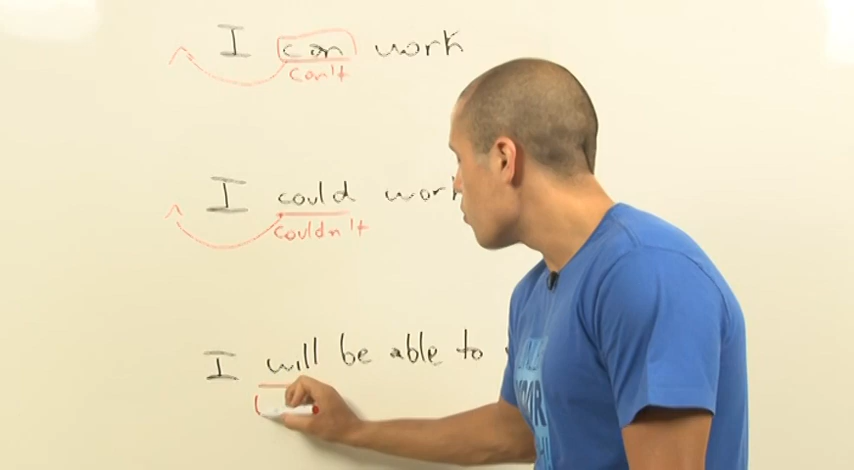 I can work
can't
I could work
couldn't
I will be able to